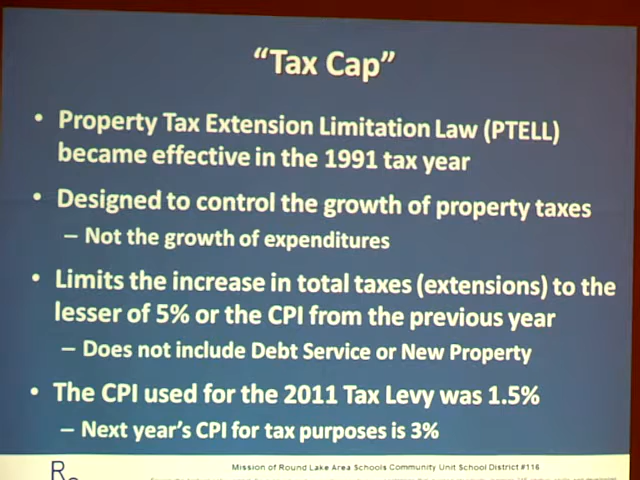 “Tax Cap”
• Property Tax Extension Limitation Law (PTELL)
became effective in the 1991 tax year
• Designed to control the growth of property taxes
– Not the growth of expenditures
• Limits the increase in total taxes (extensions) to the
lesser of 5% or the CPI from the previous year
– Does not include Debt Service or New Property
• The CPI used for the 2011 Tax Levy was 1.5%
– Next year’s CPI for tax purposes is 3%
Mission of Round Lake Area Schools Community Unit School District #116
R